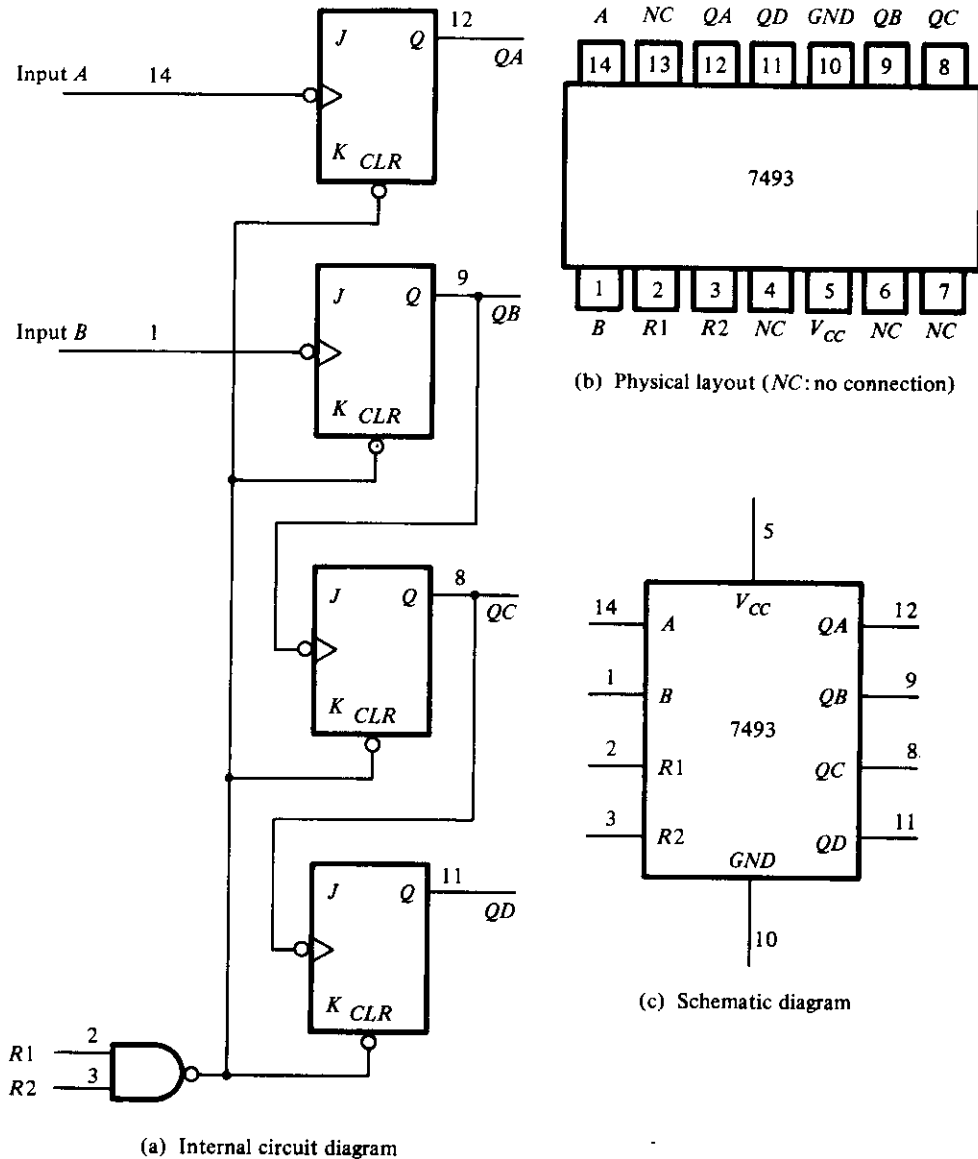 J Q 12
QA
Input A 14
K CLR
J Q 9
QB
Input B 1
K CLR
J Q 8
QC
K CLR
J Q 11
QD
K CLR
R1 2
R2 3
(a) Internal circuit diagram
A NC QA QD GND QB QC
14 13 12 11 10 9 8
7493
1 2 3 4 5 6 7
B R1 R2 NC VCC NC NC
(b) Physical layout (NC: no connection)
5
VCC
14 A QA 12
1 B QB 9
7493
2 R1 QC 8
3 R2 QD 11
GND
10
(c) Schematic diagram